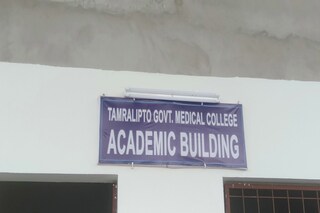 TAMRALIPTO GOVT. MEDICAL COLLEGE
ACADEMIC BUILDING